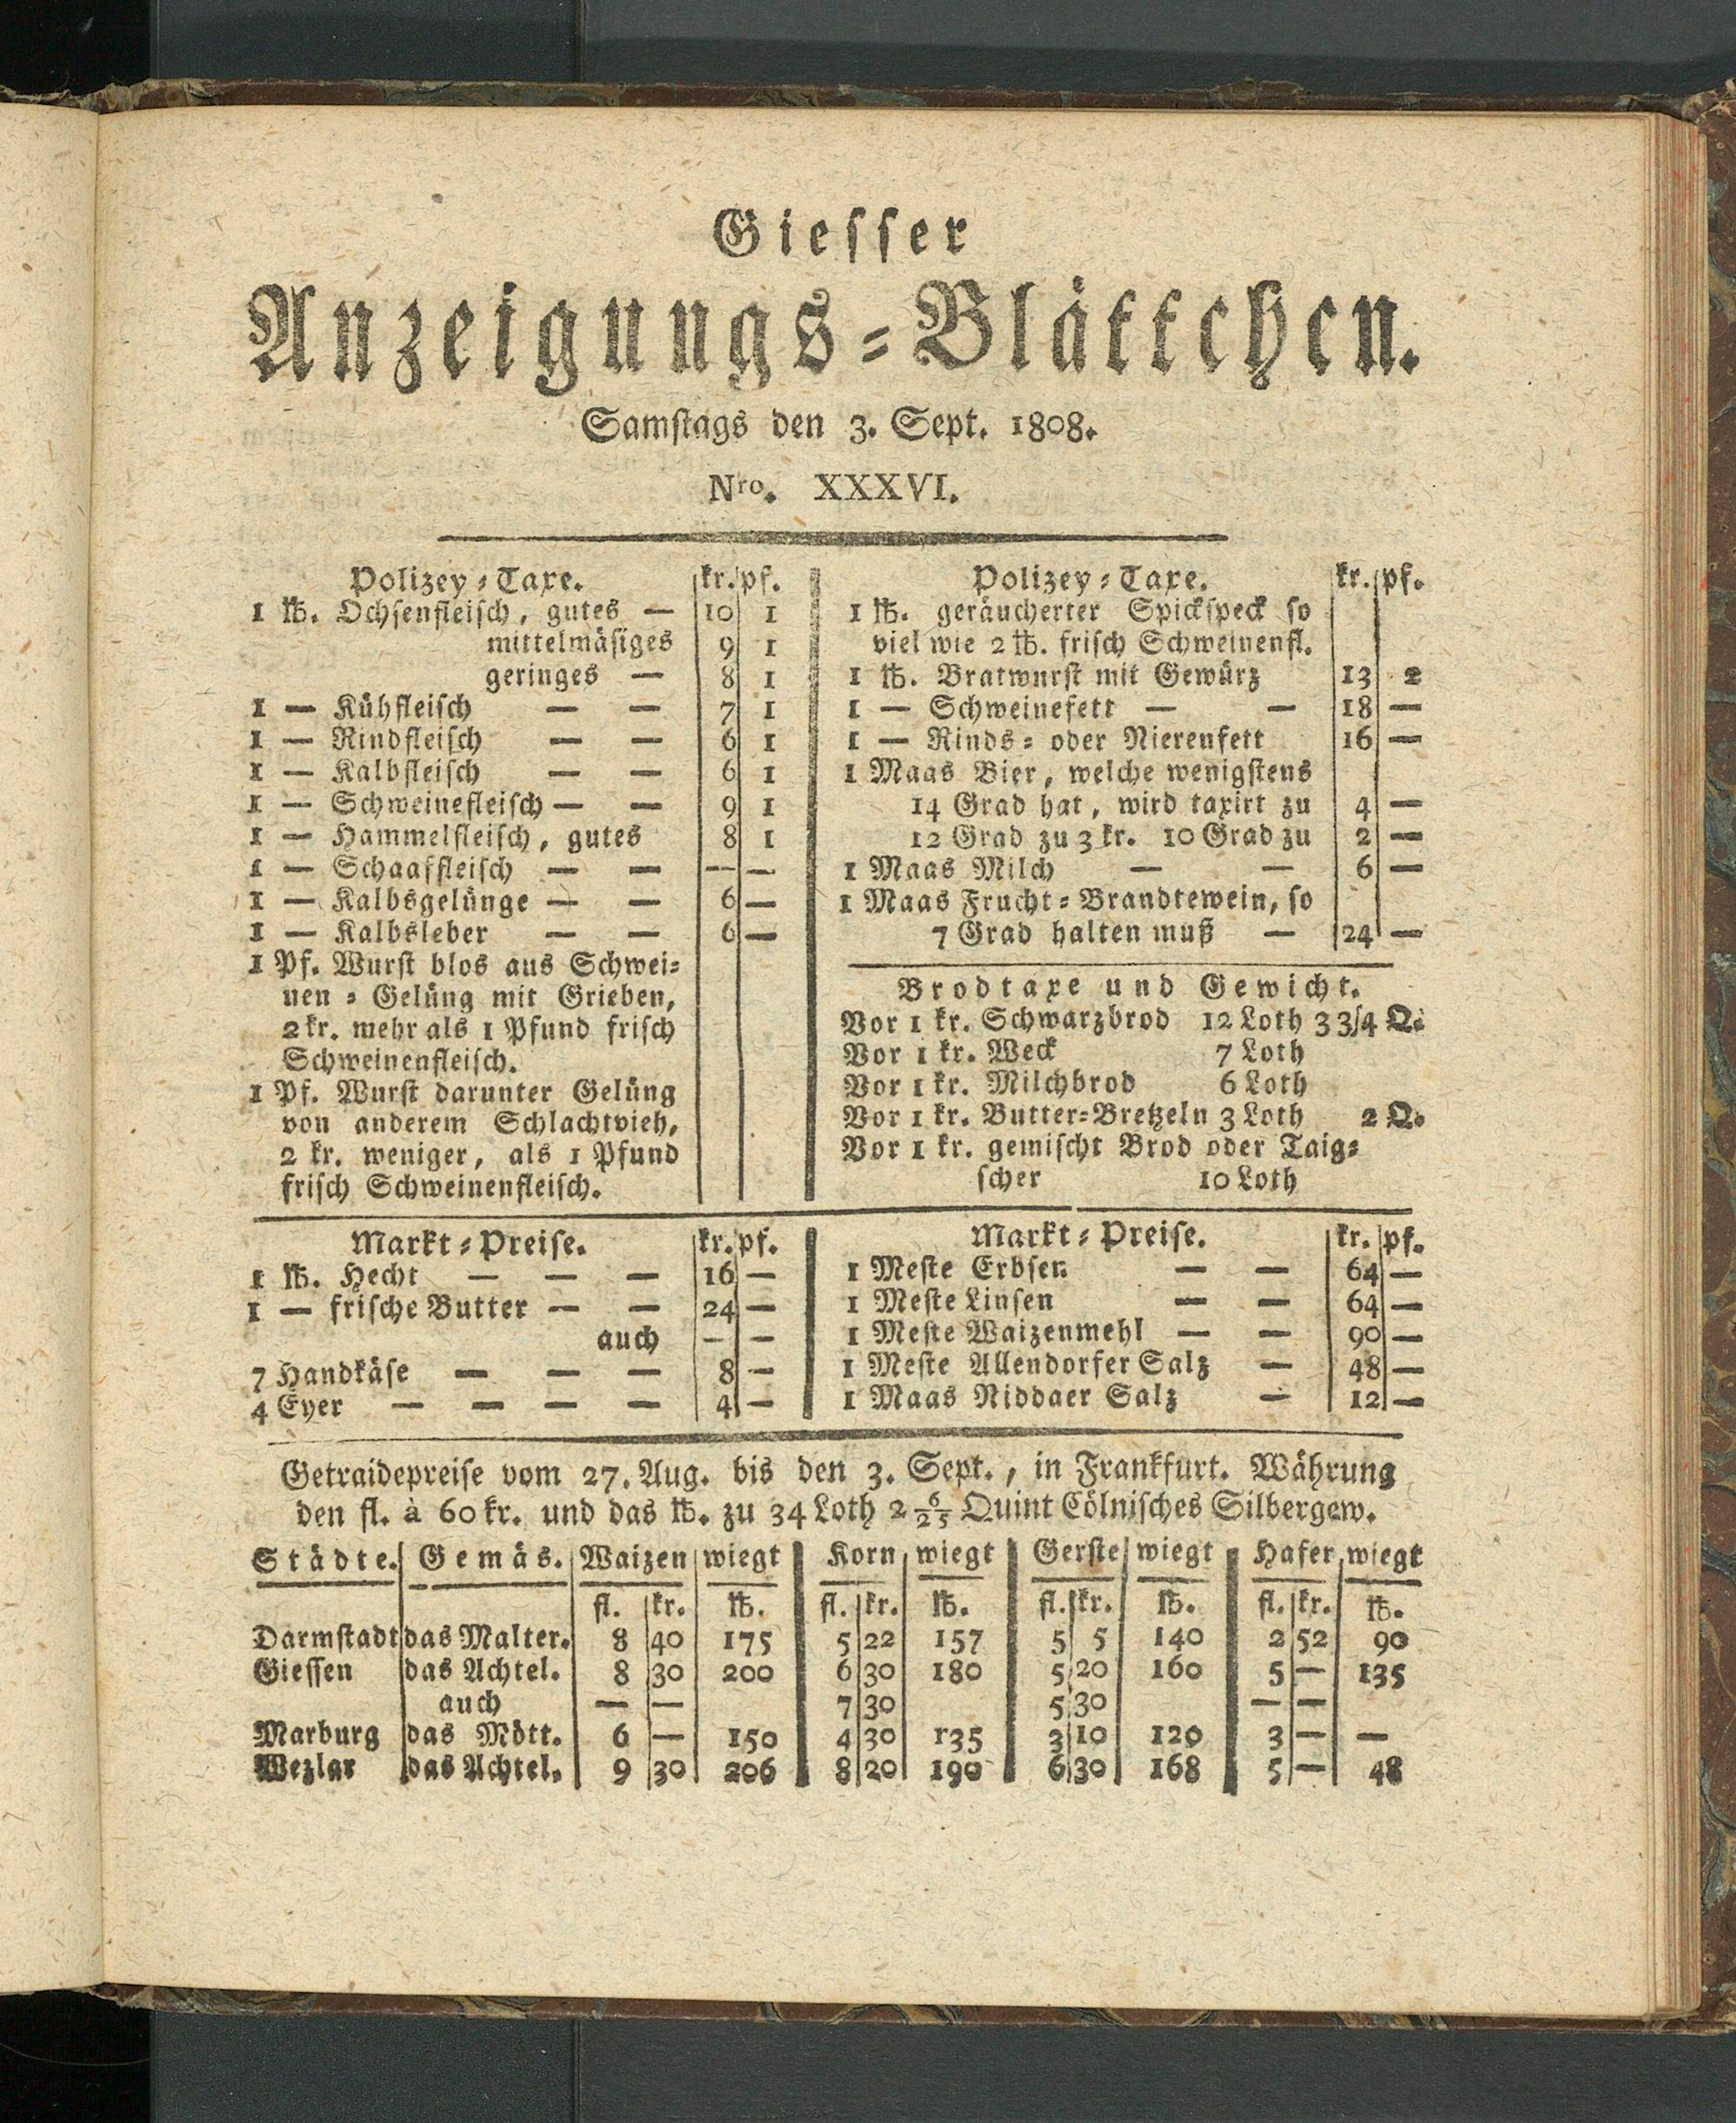 Giesser
Anzeigungs-Blättchen.
Samstags den 3. Sept. 1808.
Nro. XXXVI.
Polizey-Taxe. kr. pf.
1 ℔. Ochsenfleisch, gutes — 10 1
mittelmäsiges 9 1
geringes — 8 1
1 — Kühfleisch — — 7 1
1 — Rindfleisch — — 6 1
1 — Kalbfleisch — — 6 1
1 — Schweinefleisch — — 9 1
1 — Hammelfleisch, gutes 8 1
1 — Schaaffleisch — — — —
1 — Kalbsgelünge — — 6 —
1 — Kalbsleber — — 6 —
1 Pf. Wurst blos aus Schwei-
nen-Gelüng mit Grieben,
2 kr. mehr als 1 Pfund frisch
Schweinenfleisch.
1 Pf. Wurst darunter Gelüng
von anderem Schlachtvieh,
2 kr. weniger, als 1 Pfund
frisch Schweinenfleisch.
Polizey-Taxe. kr. pf.
1 ℔. geräucherter Spickspeck so
viel wie 2 ℔. frisch Schweinenfl.
1 ℔. Bratwurst mit Gewürz 13 2
1 — Schweinefett — — 18 —
1 — Rinds- oder Nierenfett 16 —
1 Maas Bier, welche wenigstens
14 Grad hat, wird taxirt zu 4 —
12 Grad zu 3 kr. 10 Grad zu 2 —
1 Maas Milch — — 6 —
1 Maas Frucht-Brandtewein, so
7 Grad halten muß — 24 —
Brodtaxe und Gewicht.
Vor 1 kr. Schwarzbrod 12 Loth 3 3/4 Q.
Vor 1 kr. Weck 7 Loth
Vor 1 kr. Milchbrod 6 Loth
Vor 1 kr. Butter-Bretzeln 3 Loth 2 Q.
Vor 1 kr. gemischt Brod oder Taig-
scher 10 Loth
Markt-Preise. kr. pf.
1 ℔. Hecht — — — 16 —
1 — frische Butter — — 24 —
auch — —
7 Handkäse — — — 8 —
4 Eyer — — — — 4 —
Markt-Preise. kr. pf.
1 Meste Erbsen — — 64 —
1 Meste Linsen — — 64 —
1 Meste Waizenmehl — — 90 —
1 Meste Allendorfer Salz — 48 —
1 Maas Niddaer Salz — 12 —
Getraidepreise vom 27. Aug. bis den 3. Sept., in Frankfurt. Währung
den fl. à 60 kr. und das ℔. zu 34 Loth 2 6/25 Quint Cölnisches Silbergew.
Städte. Gemäs. Waizen wiegt Korn wiegt Gerste wiegt Hafer wiegt
fl. kr. ℔. fl. kr. ℔. fl. kr. ℔. fl. kr. ℔.
Darmstadt das Malter. 8 40 175 5 22 157 5 5 140 2 52 90
Giessen das Achtel. 8 30 200 6 30 180 5 20 160 5 — 135
auch — — 7 30 5 30 — —
Marburg das Mött. 6 — 150 4 30 135 3 10 120 3 — —
Wezlar das Achtel. 9 30 206 8 20 190 6 30 168 5 — 48